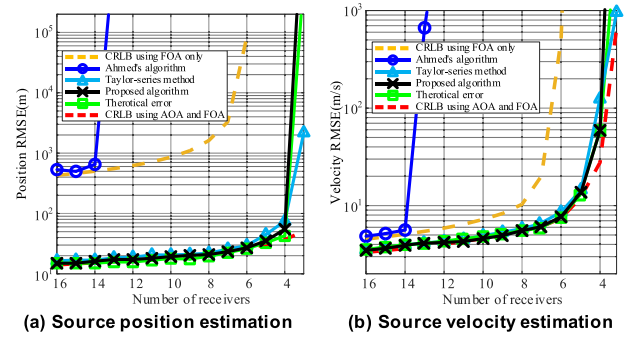 10^5
10^4
10^3
10^2
10^1
Position RMSE(m)
CRLB using FOA only
Ahmed's algorithm
Taylor-series method
Proposed algorithm
Therotical error
CRLB using AOA and FOA
16 14 12 10 8 6 4
Number of receivers
(a) Source position estimation
10^3
10^2
10^1
Velocity RMSE(m/s)
CRLB using FOA only
Ahmed's algorithm
Taylor-series method
Proposed algorithm
Therotical error
CRLB using AOA and FOA
16 14 12 10 8 6 4
Number of receivers
(b) Source velocity estimation